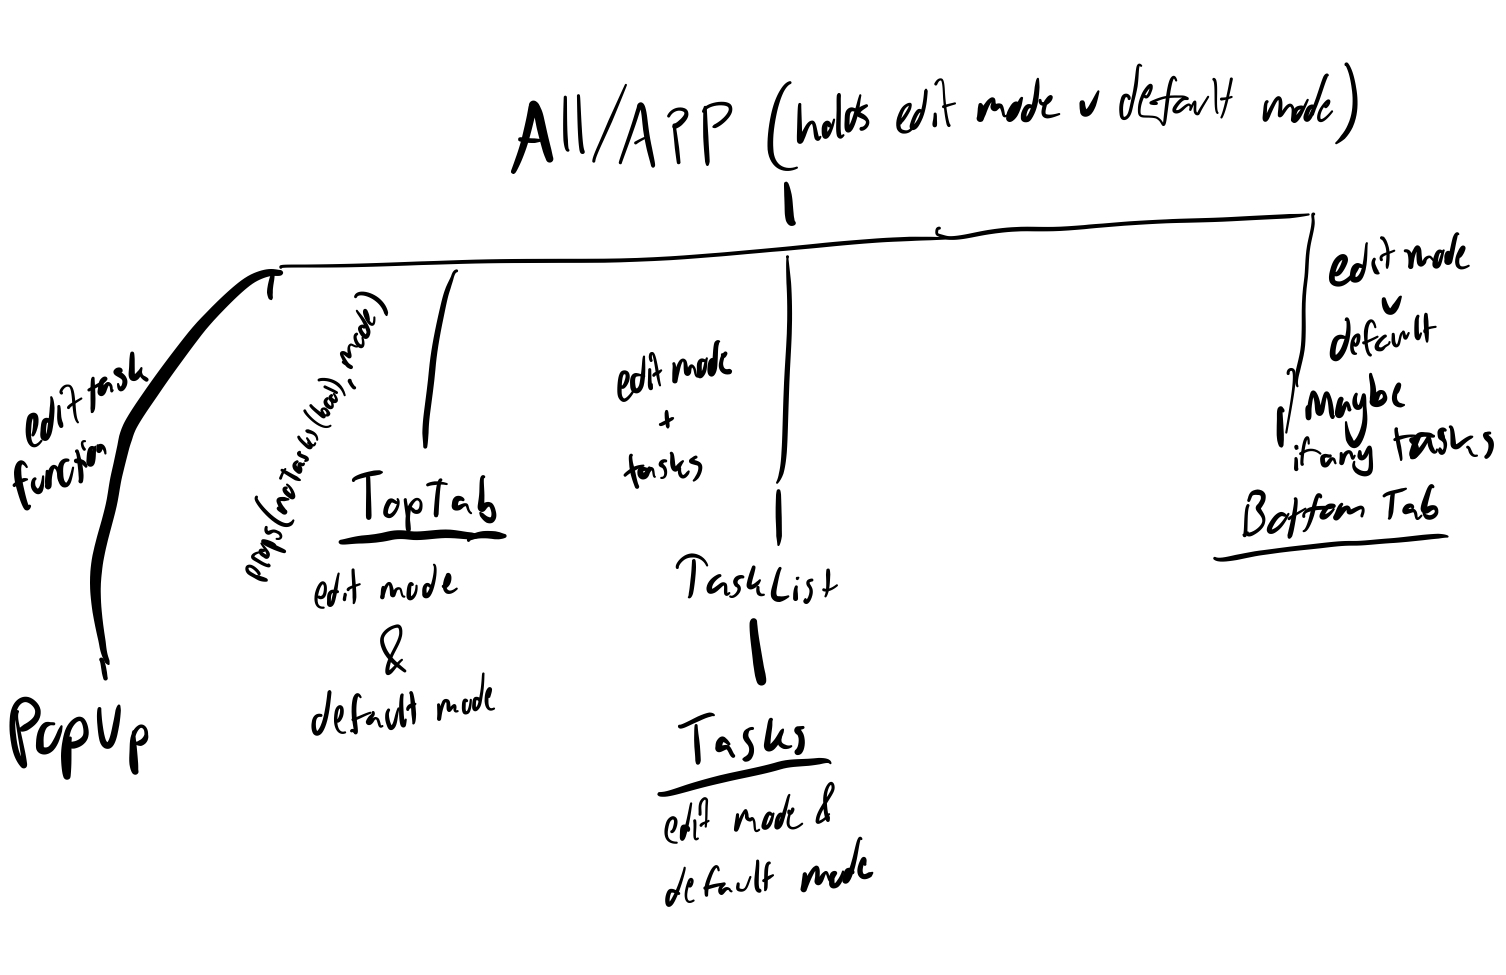 All/APP (holds edit mode v default mode)
edit task
function
PopUp
props(notasks(bool), mode)
TopTab
edit mode
&
default mode
edit mode
+
tasks
TaskList
Tasks
edit mode &
default mode
edit mode
v
default
Maybe
if any tasks
Bottom Tab